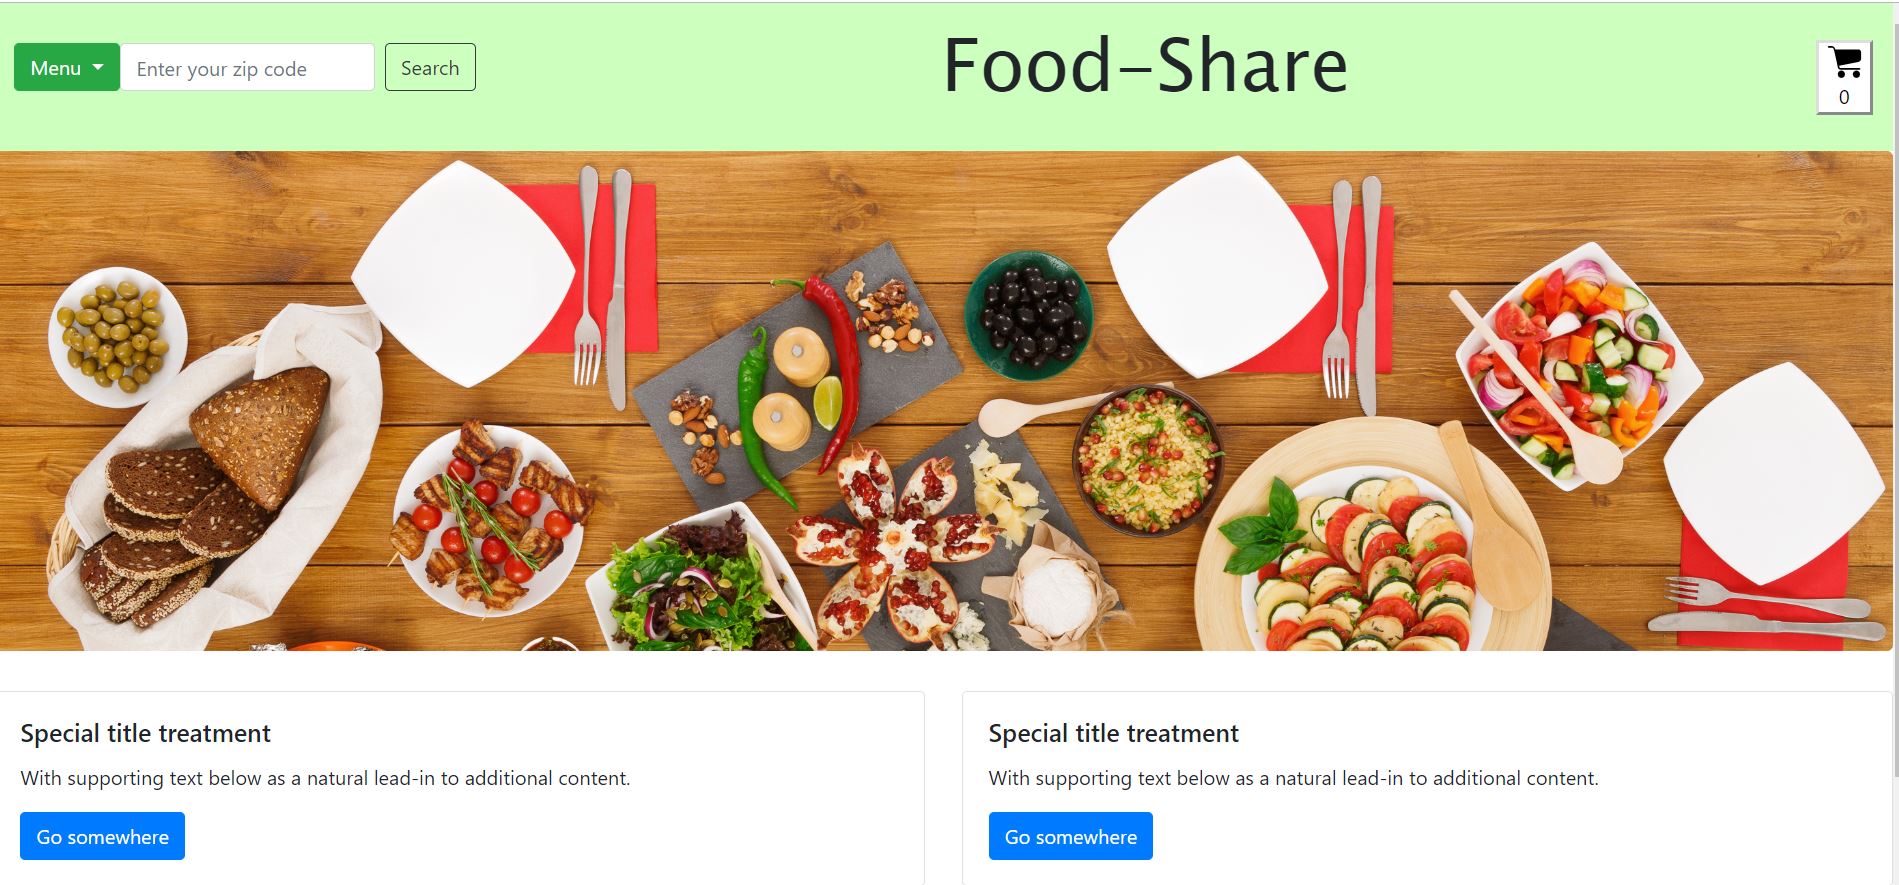 Menu
Enter your zip code
Search
Food-Share
0
Special title treatment
With supporting text below as a natural lead-in to additional content.
Go somewhere
Special title treatment
With supporting text below as a natural lead-in to additional content.
Go somewhere